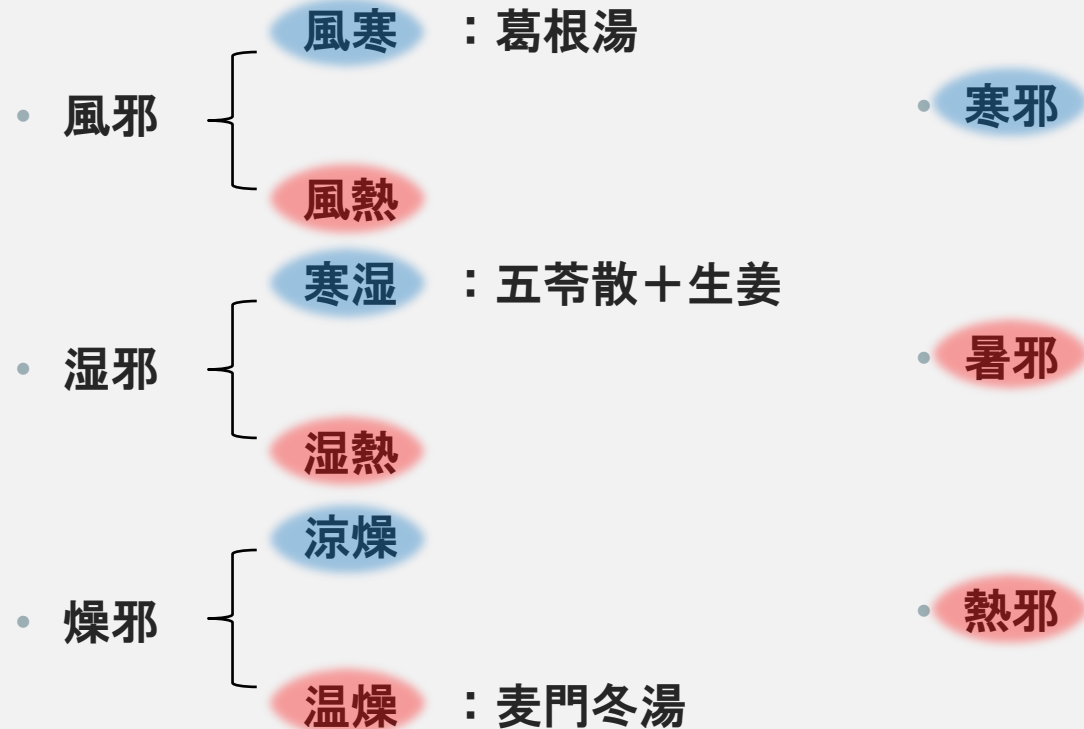 風寒 ：葛根湯
• 風邪
風熱
寒湿 ：五苓散＋生姜
• 湿邪
湿熱
涼燥
• 燥邪
温燥 ：麦門冬湯
• 寒邪
• 暑邪
• 熱邪